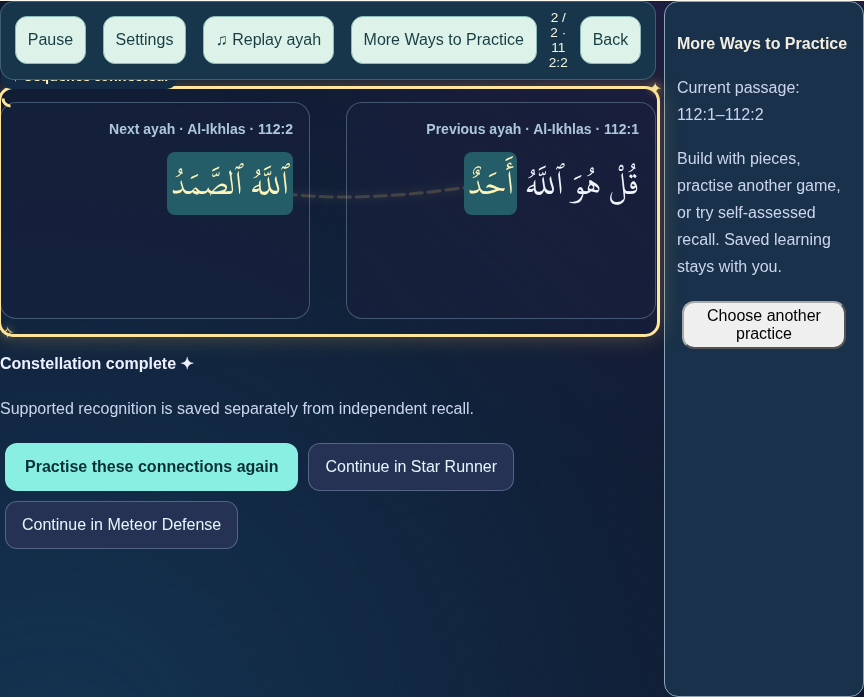 Pause
Settings
♫ Replay ayah
More Ways to Practice
2 /
2 ·
11
2:2
Back
Sequence connected.
Previous ayah · Al-Ikhlas · 112:1
قُلْ هُوَ ٱللَّهُ أَحَدٌ
Next ayah · Al-Ikhlas · 112:2
ٱللَّهُ ٱلصَّمَدُ
Constellation complete ✦
Supported recognition is saved separately from independent recall.
Practise these connections again
Continue in Star Runner
Continue in Meteor Defense
More Ways to Practice
Current passage:
112:1–112:2
Build with pieces,
practise another game,
or try self-assessed
recall. Saved learning
stays with you.
Choose another
practice